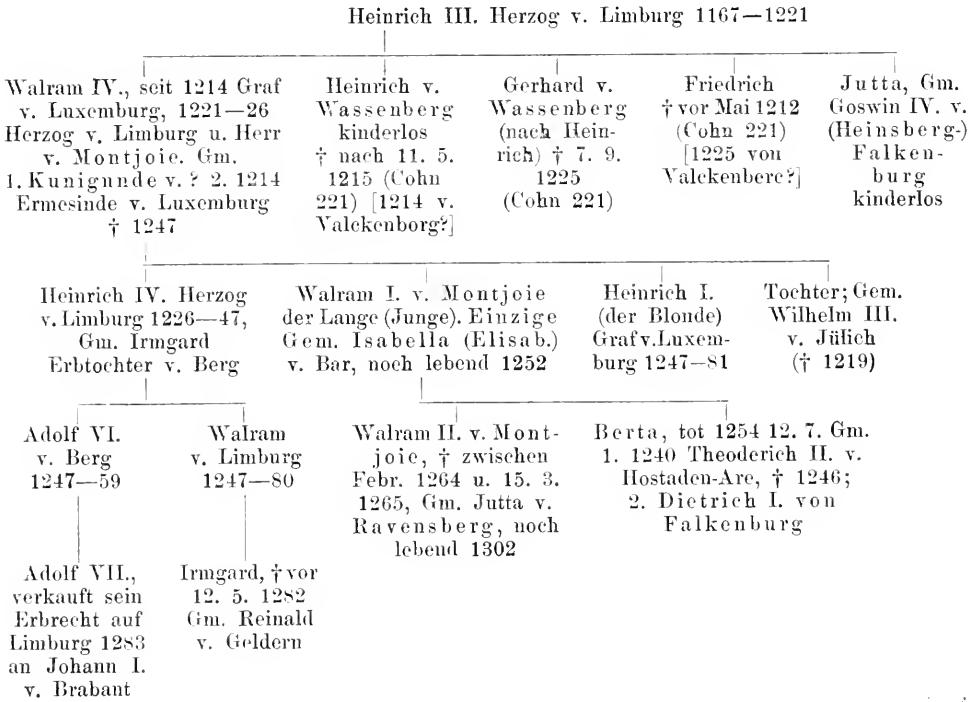 Heinrich III. Herzog v. Limburg 1167—1221
Walram IV., seit 1214 Graf
v. Luxemburg, 1221—26
Herzog v. Limburg u. Herr
v. Montjoie. Gm.
1. Kunignnde v. ? 2. 1214
Ermesinde v. Luxemburg
† 1247
Heinrich v.
Wassenberg
kinderlos
† nach 11. 5.
1215 (Cohn
221) [1214 v.
Valckenborg?]
Gerhard v.
Wassenberg
(nach Hein-
rich) † 7. 9.
1225
(Cohn 221)
Friedrich
† vor Mai 1212
(Cohn 221)
[1225 von
Valckenberc?]
Jutta, Gm.
Goswin IV. v.
(Heinsberg-)
Falken-
burg
kinderlos
Heinrich IV. Herzog
v. Limburg 1226—47,
Gm. Irmgard
Erbtochter v. Berg
Walram I. v. Montjoie
der Lange (Junge). Einzige
Gem. Isabella (Elisab.)
v. Bar, noch lebend 1252
Heinrich I.
(der Blonde)
Graf v. Luxem-
burg 1247—81
Tochter; Gem.
Wilhelm III.
v. Jülich
(† 1219)
Adolf VI.
v. Berg
1247—59
Walram
v. Limburg
1247—80
Walram II. v. Mont-
joie, † zwischen
Febr. 1264 u. 15. 3.
1265, Gm. Jutta v.
Ravensberg, noch
lebend 1302
Berta, tot 1254 12. 7. Gm.
1. 1240 Theoderich II. v.
Hostaden-Are, † 1246;
2. Dietrich I. von
Falkenburg
Adolf VII.,
verkauft sein
Erbrecht auf
Limburg 1283
an Johann I.
v. Brabant
Irmgard, † vor
12. 5. 1282
Gm. Reinald
v. Geldern